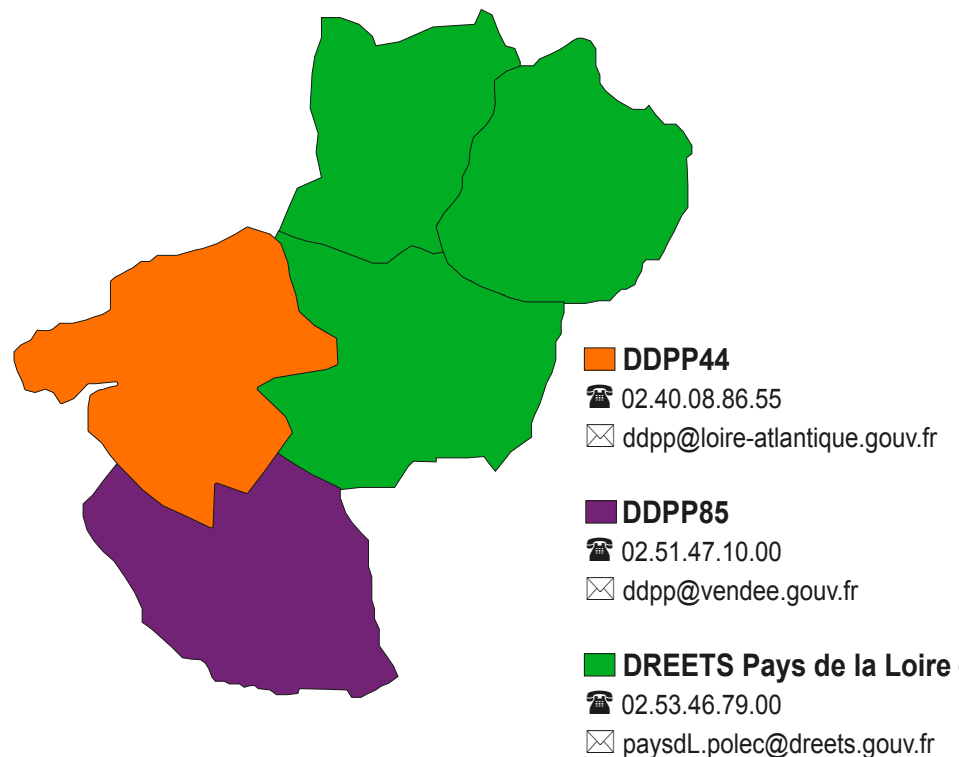 DDPP44
☎ 02.40.08.86.55
✉ ddpp@loire-atlantique.gouv.fr
DDPP85
☎ 02.51.47.10.00
✉ ddpp@vendee.gouv.fr
DREETS Pays de la Loire
☎ 02.53.46.79.00
✉ paysdL.polec@dreets.gouv.fr